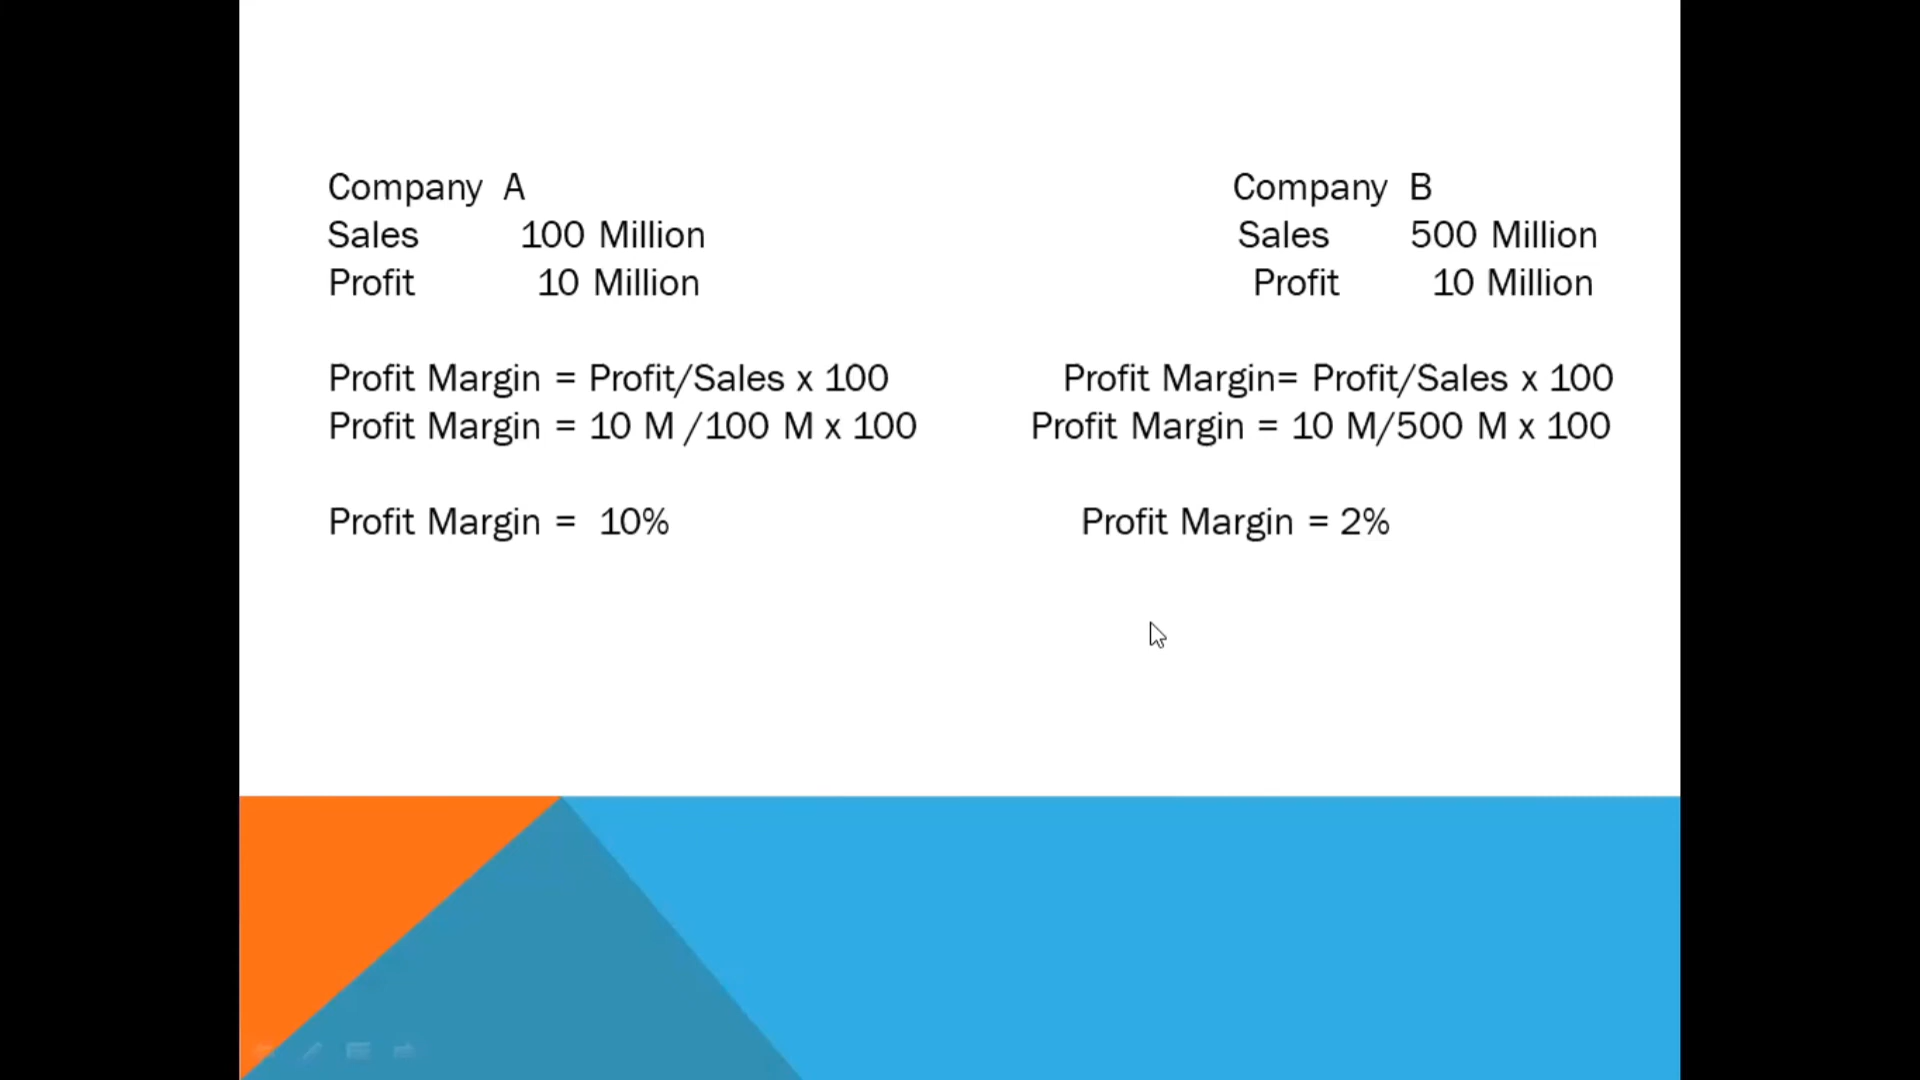 Company A
Sales 100 Million
Profit 10 Million
Profit Margin = Profit/Sales x 100
Profit Margin = 10 M /100 M x 100
Profit Margin = 10%
Company B
Sales 500 Million
Profit 10 Million
Profit Margin= Profit/Sales x 100
Profit Margin = 10 M/500 M x 100
Profit Margin = 2%